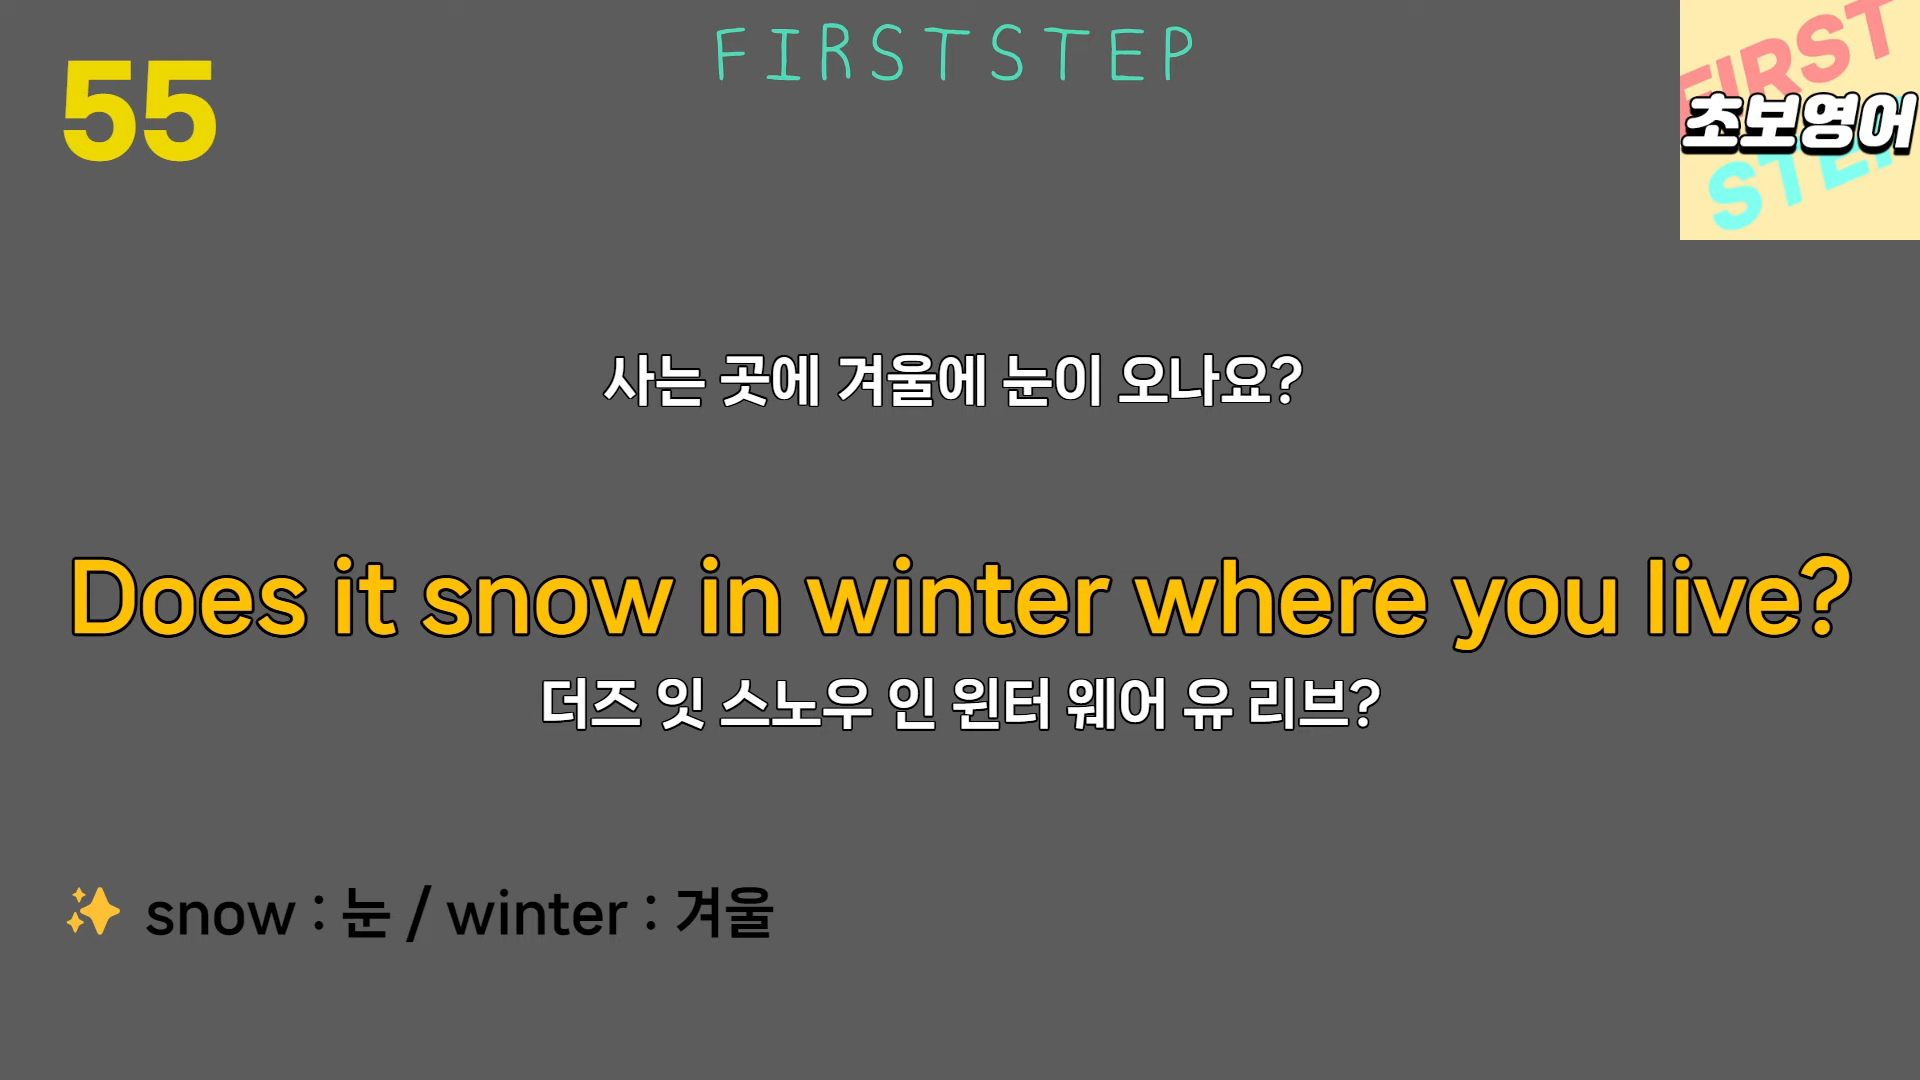 FIRSTSTEP
55
FIRST
초보영어
STEP
사는 곳에 겨울에 눈이 오나요?
Does it snow in winter where you live?
더즈 잇 스노우 인 윈터 웨어 유 리브?
✨ snow : 눈 / winter : 겨울